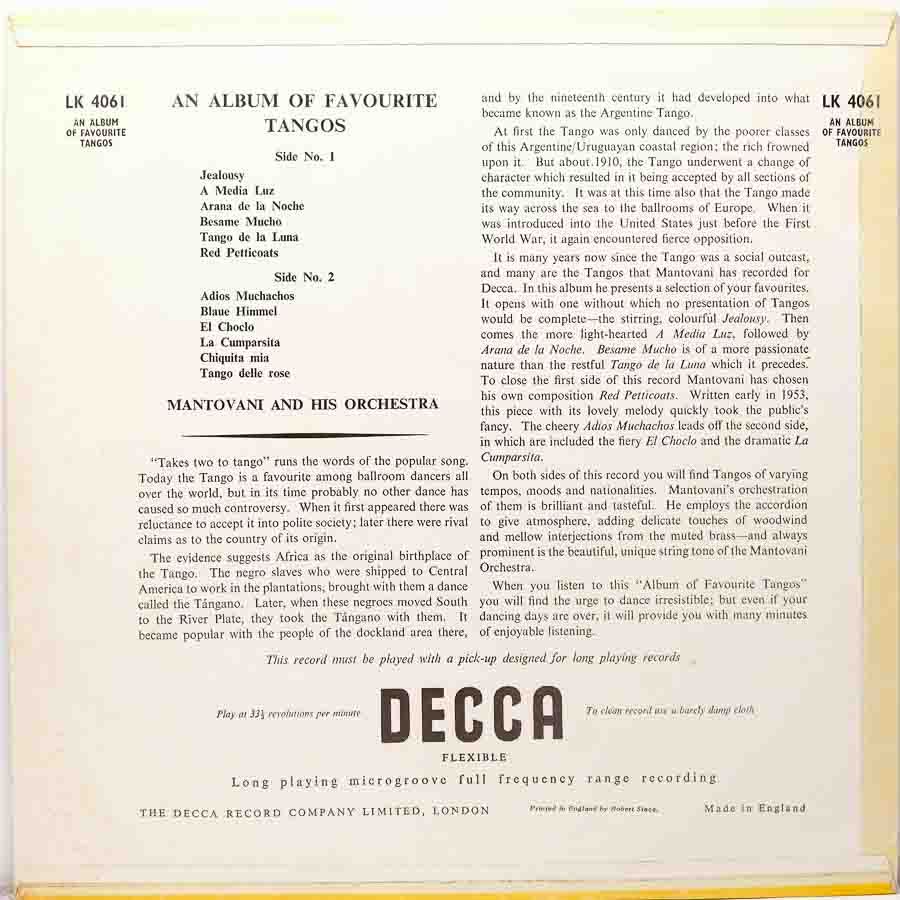 LK 4061
AN ALBUM
OF FAVOURITE
TANGOS
AN ALBUM OF FAVOURITE
TANGOS
Side No. 1
Jealousy
A Media Luz
Arana de la Noche
Besame Mucho
Tango de la Luna
Red Petticoats
Side No. 2
Adios Muchachos
Blaue Himmel
El Choclo
La Cumparsita
Chiquita mia
Tango delle rose
MANTOVANI AND HIS ORCHESTRA
"Takes two to tango" runs the words of the popular song.
Today the Tango is a favourite among ballroom dancers all
over the world, but in its time probably no other dance has
caused so much controversy. When it first appeared there was
reluctance to accept it into polite society; later there were rival
claims as to the country of its origin.
The evidence suggests Africa as the original birthplace of
the Tango. The negro slaves who were shipped to Central
America to work in the plantations, brought with them a dance
called the Tángano. Later, when these negroes moved South
to the River Plate, they took the Tángano with them. It
became popular with the people of the dockland area there,
and by the nineteenth century it had developed into what
became known as the Argentine Tango.
At first the Tango was only danced by the poorer classes
of this Argentine/Uruguayan coastal region; the rich frowned
upon it. But about 1910, the Tango underwent a change of
character which resulted in it being accepted by all sections of
the community. It was at this time also that the Tango made
its way across the sea to the ballrooms of Europe. When it
was introduced into the United States just before the First
World War, it again encountered fierce opposition.
It is many years now since the Tango was a social outcast,
and many are the Tangos that Mantovani has recorded for
Decca. In this album he presents a selection of your favourites.
It opens with one without which no presentation of Tangos
would be complete—the stirring, colourful Jealousy. Then
comes the more light-hearted A Media Luz, followed by
Arana de la Noche. Besame Mucho is of a more passionate
nature than the restful Tango de la Luna which it precedes.
To close the first side of this record Mantovani has chosen
his own composition Red Petticoats. Written early in 1953,
this piece with its lovely melody quickly took the public's
fancy. The cheery Adios Muchachos leads off the second side,
in which are included the fiery El Choclo and the dramatic La
Cumparsita.
On both sides of this record you will find Tangos of varying
tempos, moods and nationalities. Mantovani's orchestration
of them is brilliant and tasteful. He employs the accordion
to give atmosphere, adding delicate touches of woodwind
and mellow interjections from the muted brass—and always
prominent is the beautiful, unique string tone of the Mantovani
Orchestra.
When you listen to this "Album of Favourite Tangos"
you will find the urge to dance irresistible; but even if your
dancing days are over, it will provide you with many minutes
of enjoyable listening.
LK 4061
AN ALBUM
OF FAVOURITE
TANGOS
This record must be played with a pick-up designed for long playing records
Play at 33⅓ revolutions per minute
DECCA
To clean record use a barely damp cloth
FLEXIBLE
Long playing microgroove full frequency range recording
THE DECCA RECORD COMPANY LIMITED, LONDON
Printed in England by Robert Stace.
Made in England